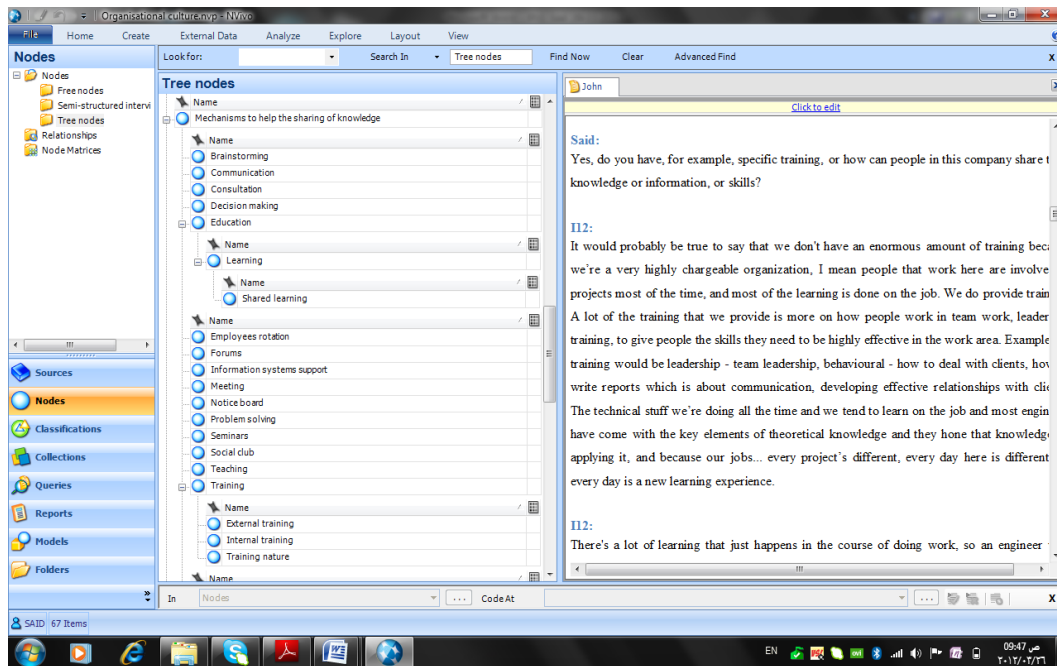 Organisational culture.nvp - NVivo
File Home Create External Data Analyze Explore Layout View
Nodes
Look for: Search In Tree nodes Find Now Clear Advanced Find x
Nodes
Free nodes
Semi-structured intervi
Tree nodes
Relationships
Node Matrices
Sources
Nodes
Classifications
Collections
Queries
Reports
Models
Folders
»
Tree nodes
Name
Mechanisms to help the sharing of knowledge
Name
Brainstorming
Communication
Consultation
Decision making
Education
Name
Learning
Name
Shared learning
Name
Employees rotation
Forums
Information systems support
Meeting
Notice board
Problem solving
Seminars
Social club
Teaching
Training
Name
External training
Internal training
Training nature
Name
John
Click to edit
Said:
Yes, do you have, for example, specific training, or how can people in this company share t
knowledge or information, or skills?
I12:
It would probably be true to say that we don't have an enormous amount of training beca
we're a very highly chargeable organization, I mean people that work here are involve
projects most of the time, and most of the learning is done on the job. We do provide train
A lot of the training that we provide is more on how people work in team work, leader
training, to give people the skills they need to be highly effective in the work area. Example
training would be leadership - team leadership, behavioural - how to deal with clients, hov
write reports which is about communication, developing effective relationships with clie
The technical stuff we're doing all the time and we tend to learn on the job and most engin
have come with the key elements of theoretical knowledge and they hone that knowledge
applying it, and because our jobs... every project's different, every day here is different
every day is a new learning experience.
I12:
There's a lot of learning that just happens in the course of doing work, so an engineer
In Nodes ... Code At ... x
SAID 67 Items
EN 09:47 ص
٢٠١٢/٠٣/٢٦